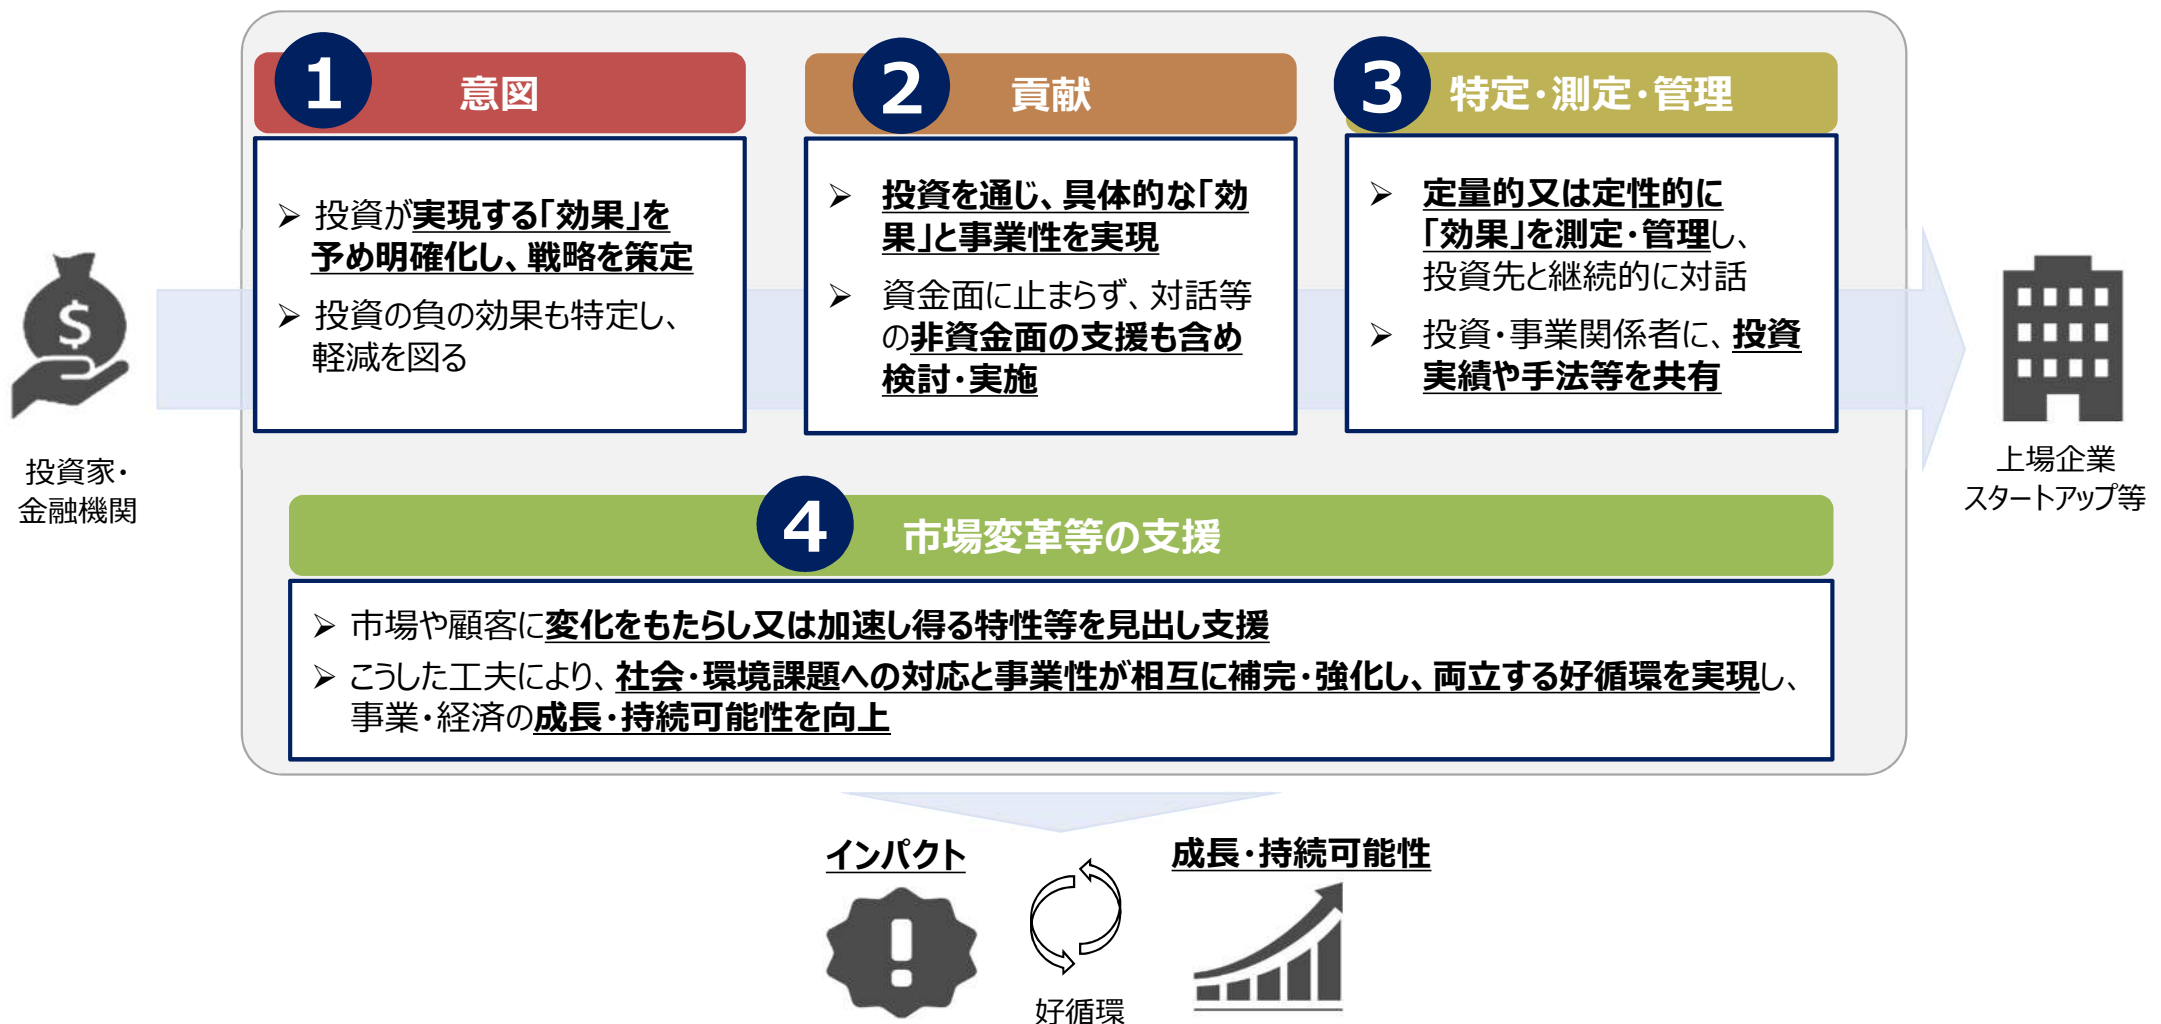 1
意図
投資が実現する「効果」を
予め明確化し、戦略を策定
投資の負の効果も特定し、
軽減を図る
2
貢献
投資を通じ、具体的な「効
果」と事業性を実現
資金面に止まらず、対話等
の非資金面の支援も含め
検討・実施
3
特定・測定・管理
定量的又は定性的に
「効果」を測定・管理し、
投資先と継続的に対話
投資・事業関係者に、投資
実績や手法等を共有
$
投資家・
金融機関
上場企業
スタートアップ等
4
市場変革等の支援
市場や顧客に変化をもたらし又は加速し得る特性等を見出し支援
こうした工夫により、社会・環境課題への対応と事業性が相互に補完・強化し、両立する好循環を実現し、
事業・経済の成長・持続可能性を向上
インパクト
成長・持続可能性
!
好循環